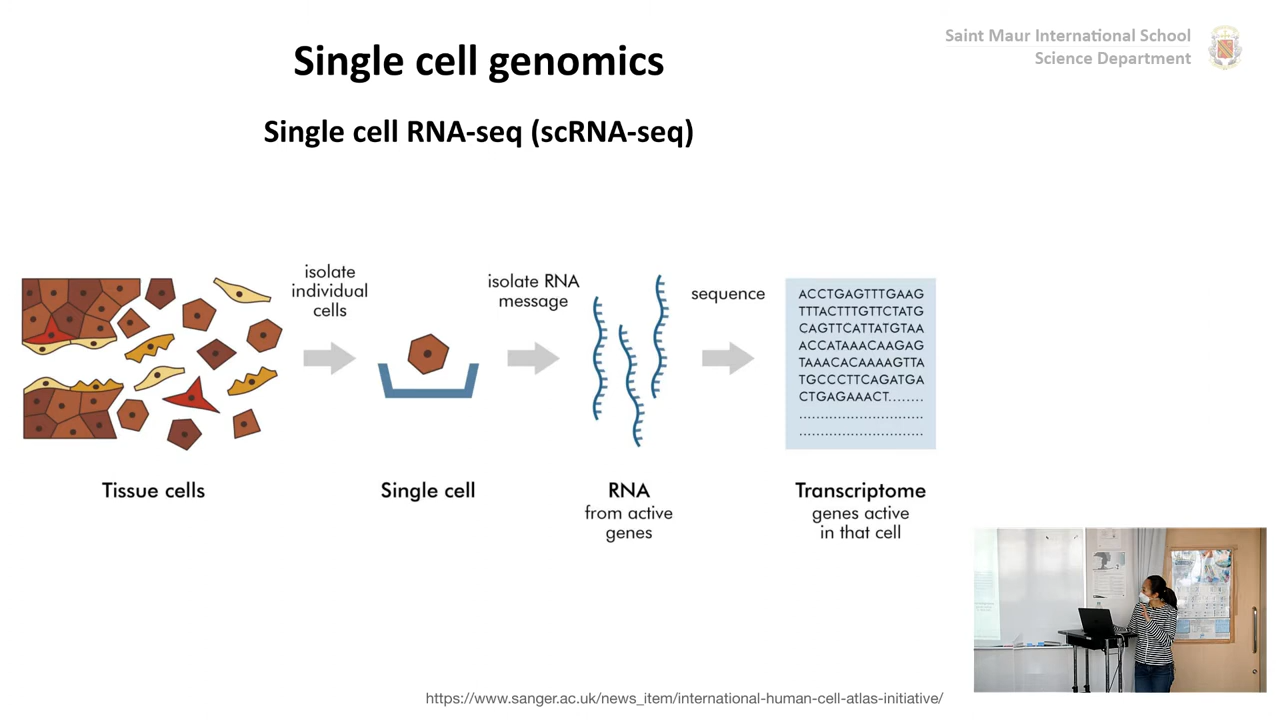 Saint Maur International School
Science Department
Single cell genomics
Single cell RNA-seq (scRNA-seq)
isolate
individual
cells
isolate RNA
message
sequence
ACCTGAGTTTGAAG
TTTACTTTGTTCTATG
CAGTTCATTATGTAA
ACCATAAACAAGAG
TAAACACAAAAGTTA
TGCCCTTCAGATGA
CTGAGAAACT........
...............................
...............................
Tissue cells
Single cell
RNA
from active
genes
Transcriptome
genes active
in that cell
https://www.sanger.ac.uk/news_item/international-human-cell-atlas-initiative/